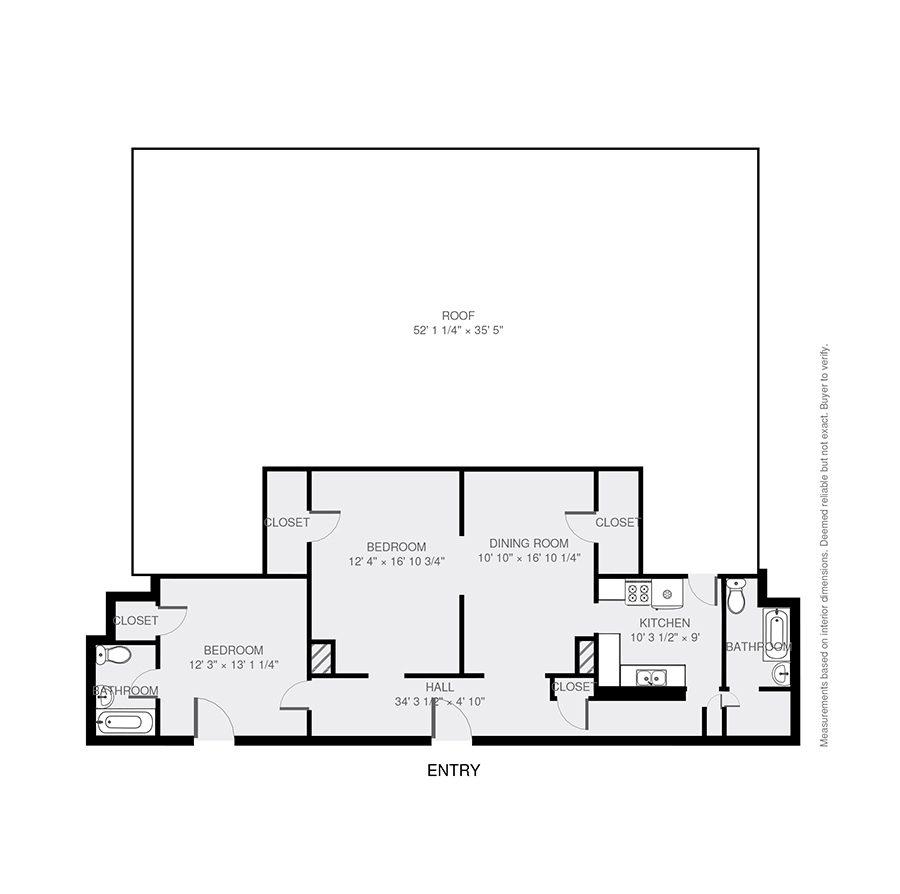 ROOF
52' 1 1/4" × 35' 5"
CLOSET
CLOSET
BEDROOM
12' 4" × 16' 10 3/4"
DINING ROOM
10' 10" × 16' 10 1/4"
CLOSET
BEDROOM
12' 3" × 13' 1 1/4"
KITCHEN
10' 3 1/2" × 9'
BATHROOM
BATHROOM
HALL
34' 3 1/2" × 4' 10"
CLOSET
ENTRY
Measurements based on interior dimensions. Deemed reliable but not exact. Buyer to verify.